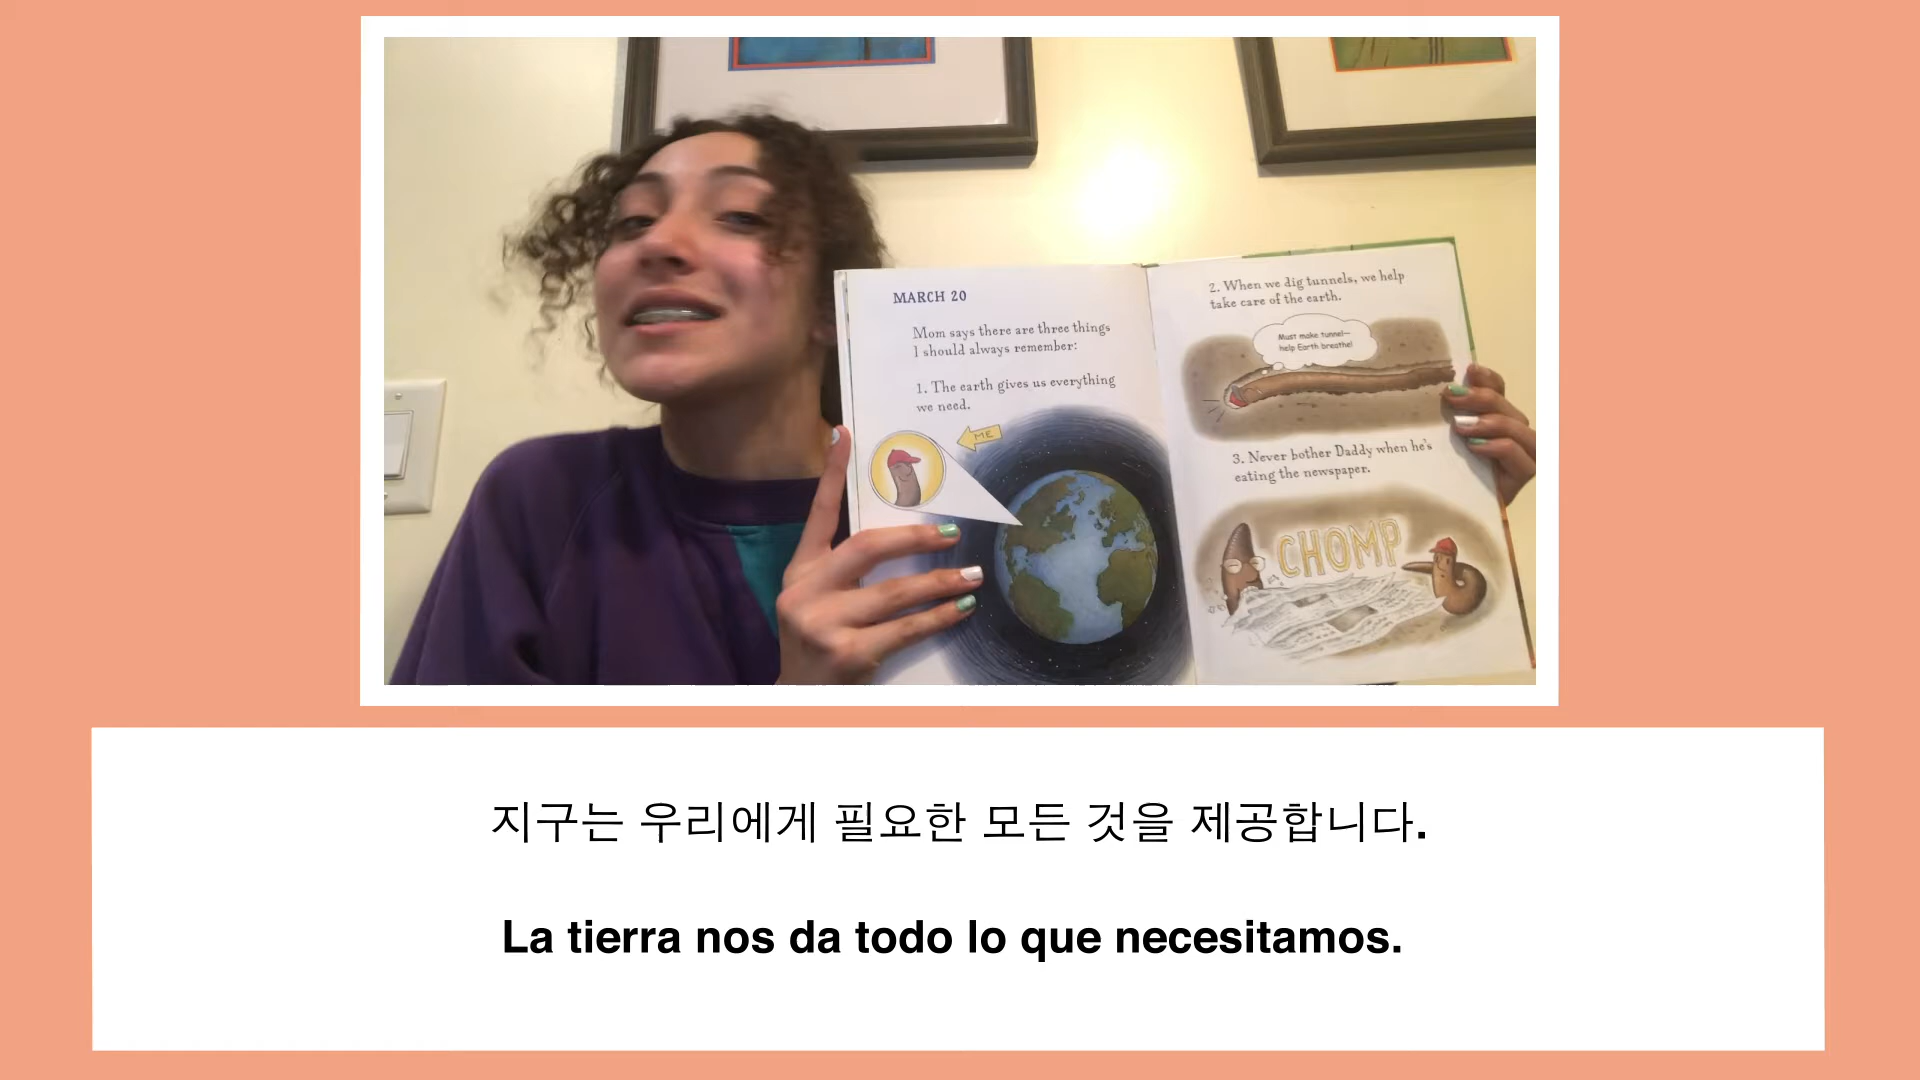 MARCH 20
Mom says there are three things
I should always remember:
1. The earth gives us everything
we need.
ME
2. When we dig tunnels, we help
take care of the earth.
Must make tunnel—
help Earth breathe!
3. Never bother Daddy when he's
eating the newspaper.
CHOMP
지구는 우리에게 필요한 모든 것을 제공합니다.
La tierra nos da todo lo que necesitamos.